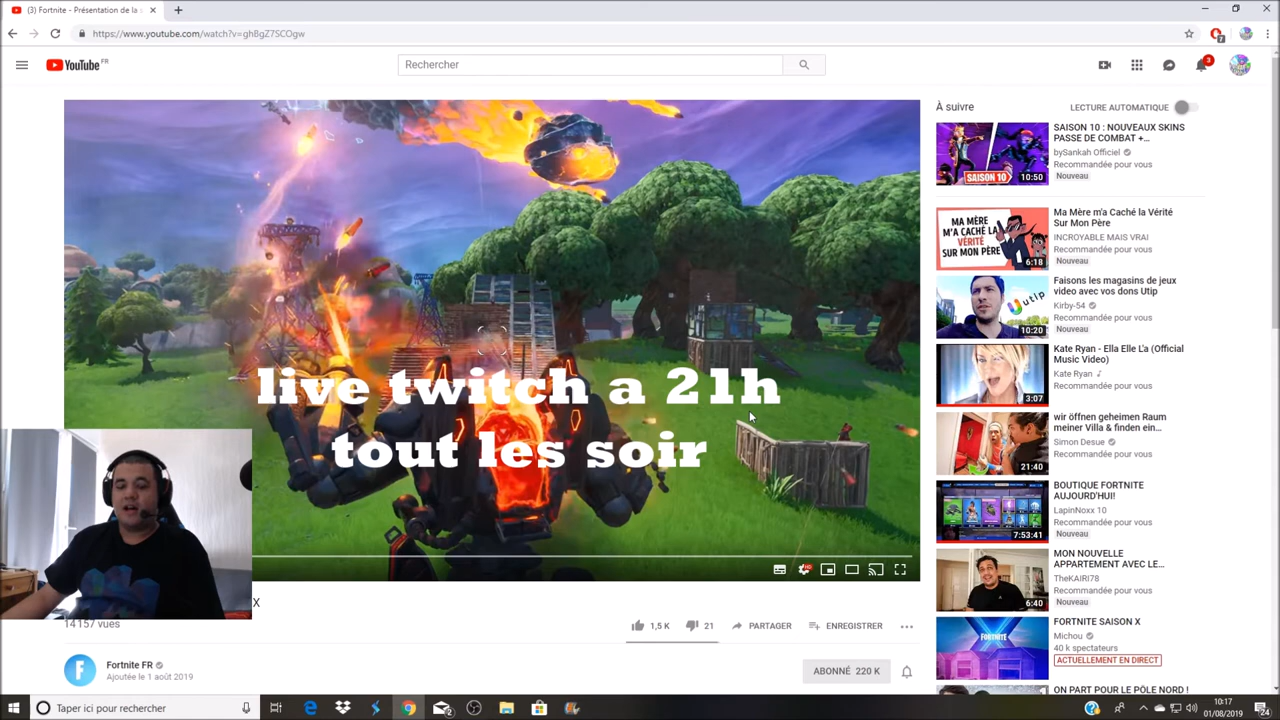 (3) Fortnite - Présentation de la s
https://www.youtube.com/watch?v=ghBgZ7SCOgw
7
YouTube FR
Rechercher
3
À suivre
LECTURE AUTOMATIQUE
SAISON 10 : NOUVEAUX SKINS
PASSE DE COMBAT +…
bySankah Officiel
Recommandée pour vous
Nouveau
SAISON 10
10:50
MA MÈRE
M'A CACHÉ LA
VÉRITÉ
SUR MON PÈRE
6:18
Ma Mère m'a Caché la Vérité
Sur Mon Père
INCROYABLE MAIS VRAI
Recommandée pour vous
Nouveau
utip
10:20
Faisons les magasins de jeux
video avec vos dons Utip
Kirby-54
Recommandée pour vous
Nouveau
3:07
Kate Ryan - Ella Elle L'a (Official
Music Video)
Kate Ryan
Recommandée pour vous
live twitch a 21h
tout les soir
21:40
wir öffnen geheimen Raum
meiner Villa & finden ein…
Simon Desue
Recommandée pour vous
7:53:41
BOUTIQUE FORTNITE
AUJOURD'HUI!
LapinNoxx 10
Recommandée pour vous
Nouveau
6:40
MON NOUVELLE
APPARTEMENT AVEC LE…
TheKAIRI78
Recommandée pour vous
Nouveau
HD
X
14 157 vues
1,5 K
21
PARTAGER
ENREGISTRER
FORTNITE
FORTNITE SAISON X
Michou
40 k spectateurs
ACTUELLEMENT EN DIRECT
Fortnite FR
Ajoutée le 1 août 2019
ABONNÉ 220 K
ON PART POUR LE PÔLE NORD !
Taper ici pour rechercher
10:17
01/08/2019
24